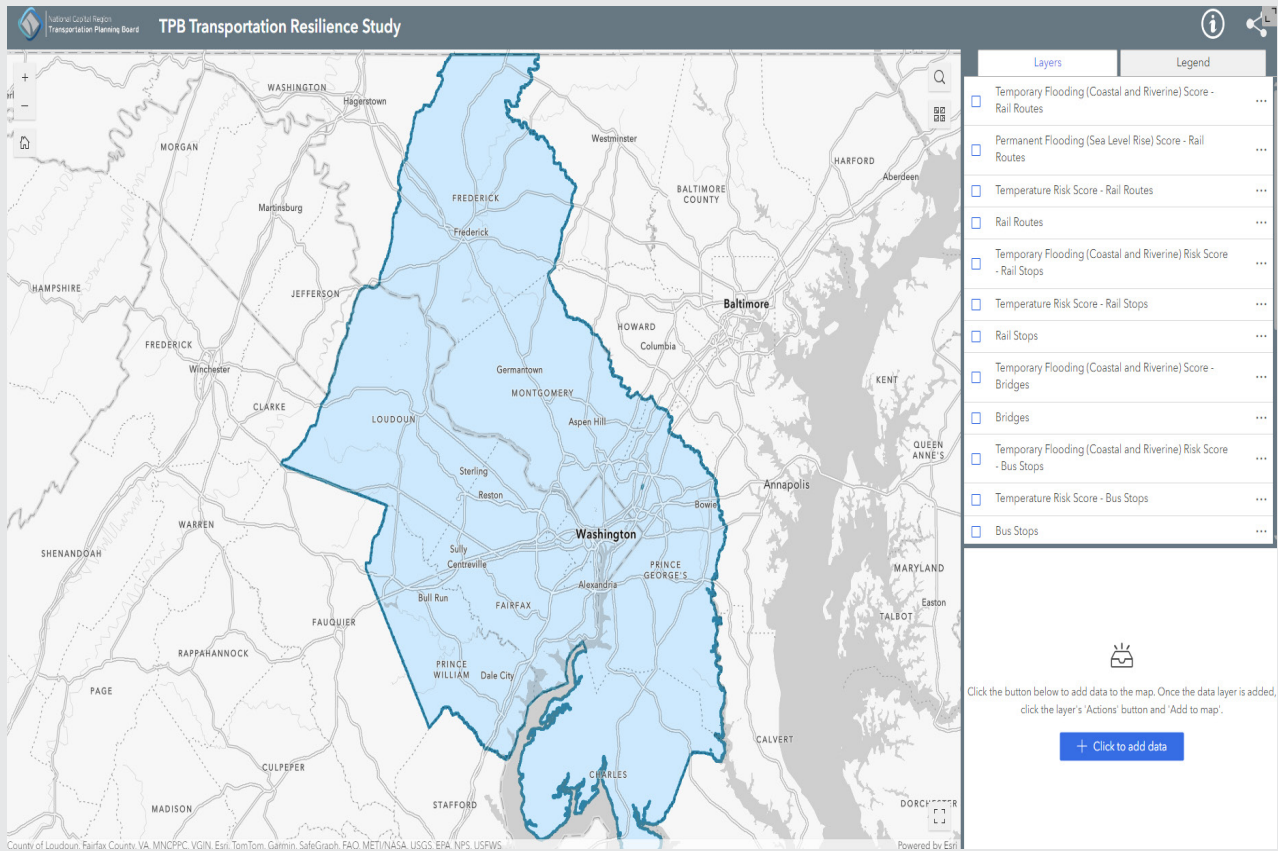 National Capital Region
Transportation Planning Board
TPB Transportation Resilience Study
+
−
WASHINGTON
Hagerstown
MORGAN
Westminster
HARFORD
Aberdeen
BALTIMORE
COUNTY
FREDERICK
Martinsburg
Frederick
HAMPSHIRE
JEFFERSON
Baltimore
HOWARD
Columbia
FREDERICK
Winchester
Germantown
MONTGOMERY
KENT
CLARKE
LOUDOUN
Aspen Hill
QUEEN
ANNE'S
Sterling
Reston
Annapolis
Bowie
WARREN
Washington
SHENANDOAH
Sully
Centreville
PRINCE
GEORGE'S
MARYLAND
Alexandria
Bull Run
FAIRFAX
Easton
TALBOT
FAUQUIER
RAPPAHANNOCK
PRINCE
WILLIAM
Dale City
PAGE
CALVERT
CULPEPER
CHARLES
STAFFORD
MADISON
DORCHESTER
County of Loudoun, Fairfax County, VA, MNCPPC, VGIN, Esri, TomTom, Garmin, SafeGraph, FAO, METI/NASA, USGS, EPA, NPS, USFWS
Powered by Esri
Layers
Legend
Temporary Flooding (Coastal and Riverine) Score -
Rail Routes
Permanent Flooding (Sea Level Rise) Score - Rail
Routes
Temperature Risk Score - Rail Routes
Rail Routes
Temporary Flooding (Coastal and Riverine) Risk Score
- Rail Stops
Temperature Risk Score - Rail Stops
Rail Stops
Temporary Flooding (Coastal and Riverine) Score -
Bridges
Bridges
Temporary Flooding (Coastal and Riverine) Risk Score
- Bus Stops
Temperature Risk Score - Bus Stops
Bus Stops
Click the button below to add data to the map. Once the data layer is added,
click the layer's 'Actions' button and 'Add to map'.
+ Click to add data